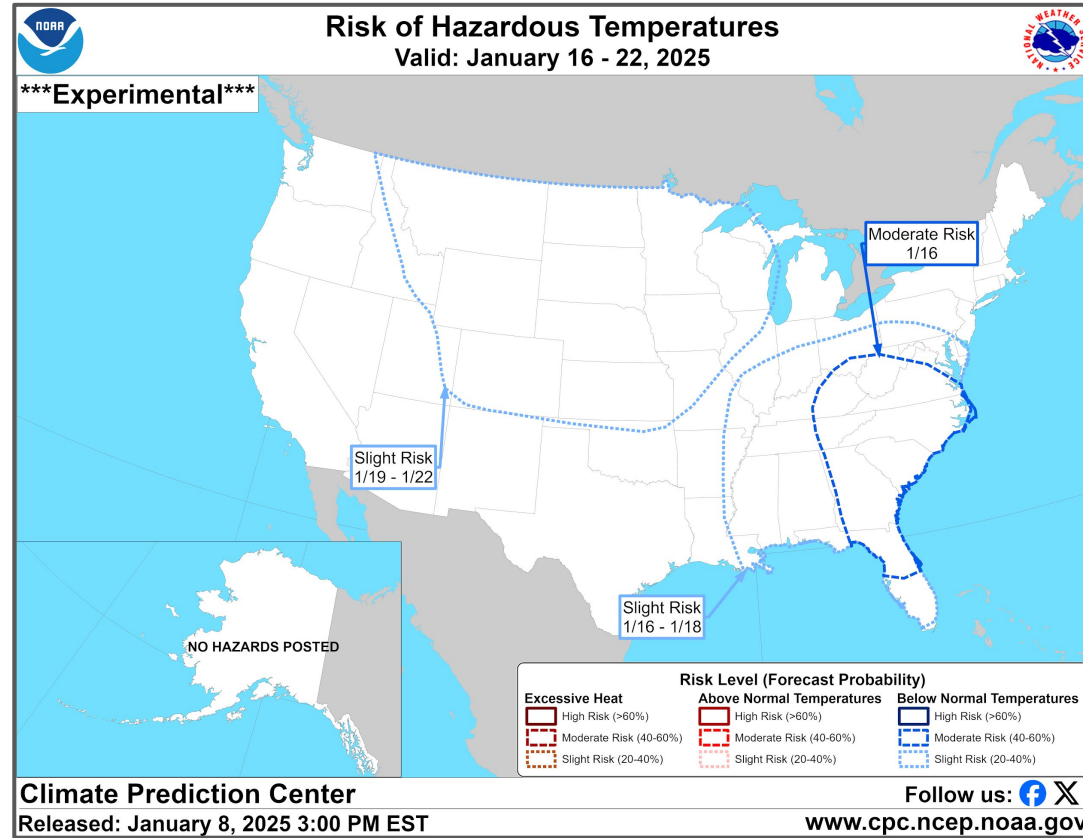 NOAA
Risk of Hazardous Temperatures
Valid: January 16 - 22, 2025
NATIONAL WEATHER SERVICE
***Experimental***
Moderate Risk
1/16
Slight Risk
1/19 - 1/22
Slight Risk
1/16 - 1/18
NO HAZARDS POSTED
Risk Level (Forecast Probability)
Excessive Heat
High Risk (>60%)
Moderate Risk (40-60%)
Slight Risk (20-40%)
Above Normal Temperatures
High Risk (>60%)
Moderate Risk (40-60%)
Slight Risk (20-40%)
Below Normal Temperatures
High Risk (>60%)
Moderate Risk (40-60%)
Slight Risk (20-40%)
Climate Prediction Center
Follow us:
Released: January 8, 2025 3:00 PM EST
www.cpc.ncep.noaa.gov